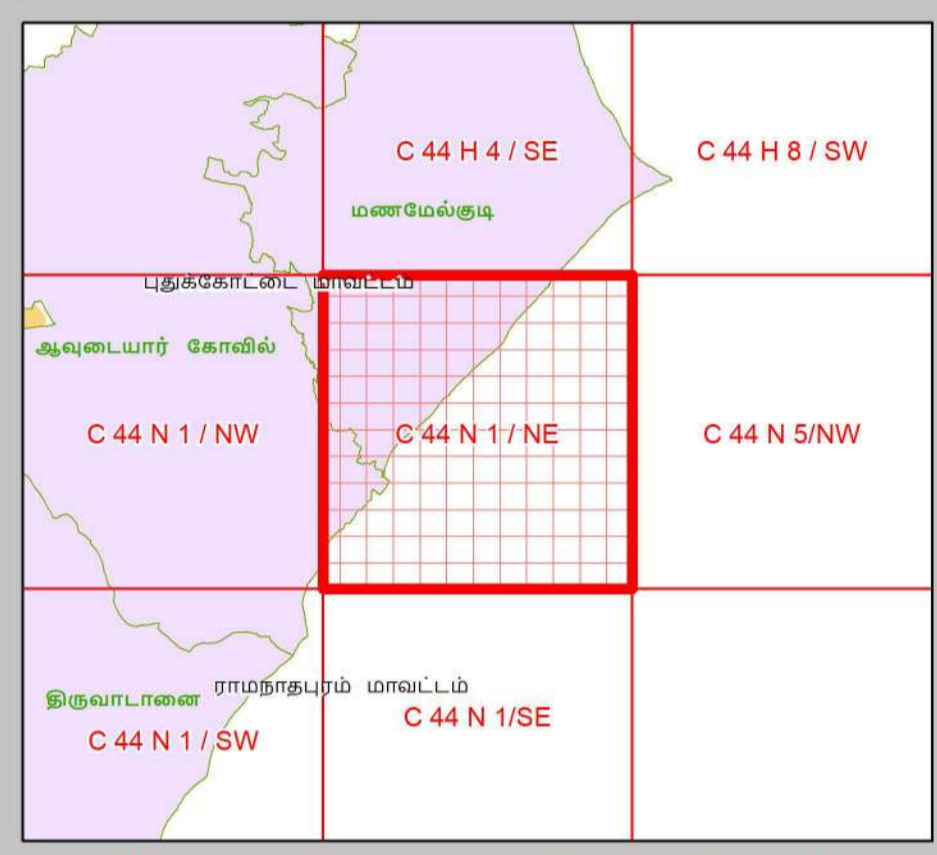 C 44 H 4 / SE
C 44 H 8 / SW
மணமேல்குடி
புதுக்கோட்டை மாவட்டம்
ஆவுடையார் கோவில்
C 44 N 1 / NW
C 44 N 1 / NE
C 44 N 5/NW
ராமநாதபுரம் மாவட்டம்
திருவாடானை
C 44 N 1/SE
C 44 N 1 / SW